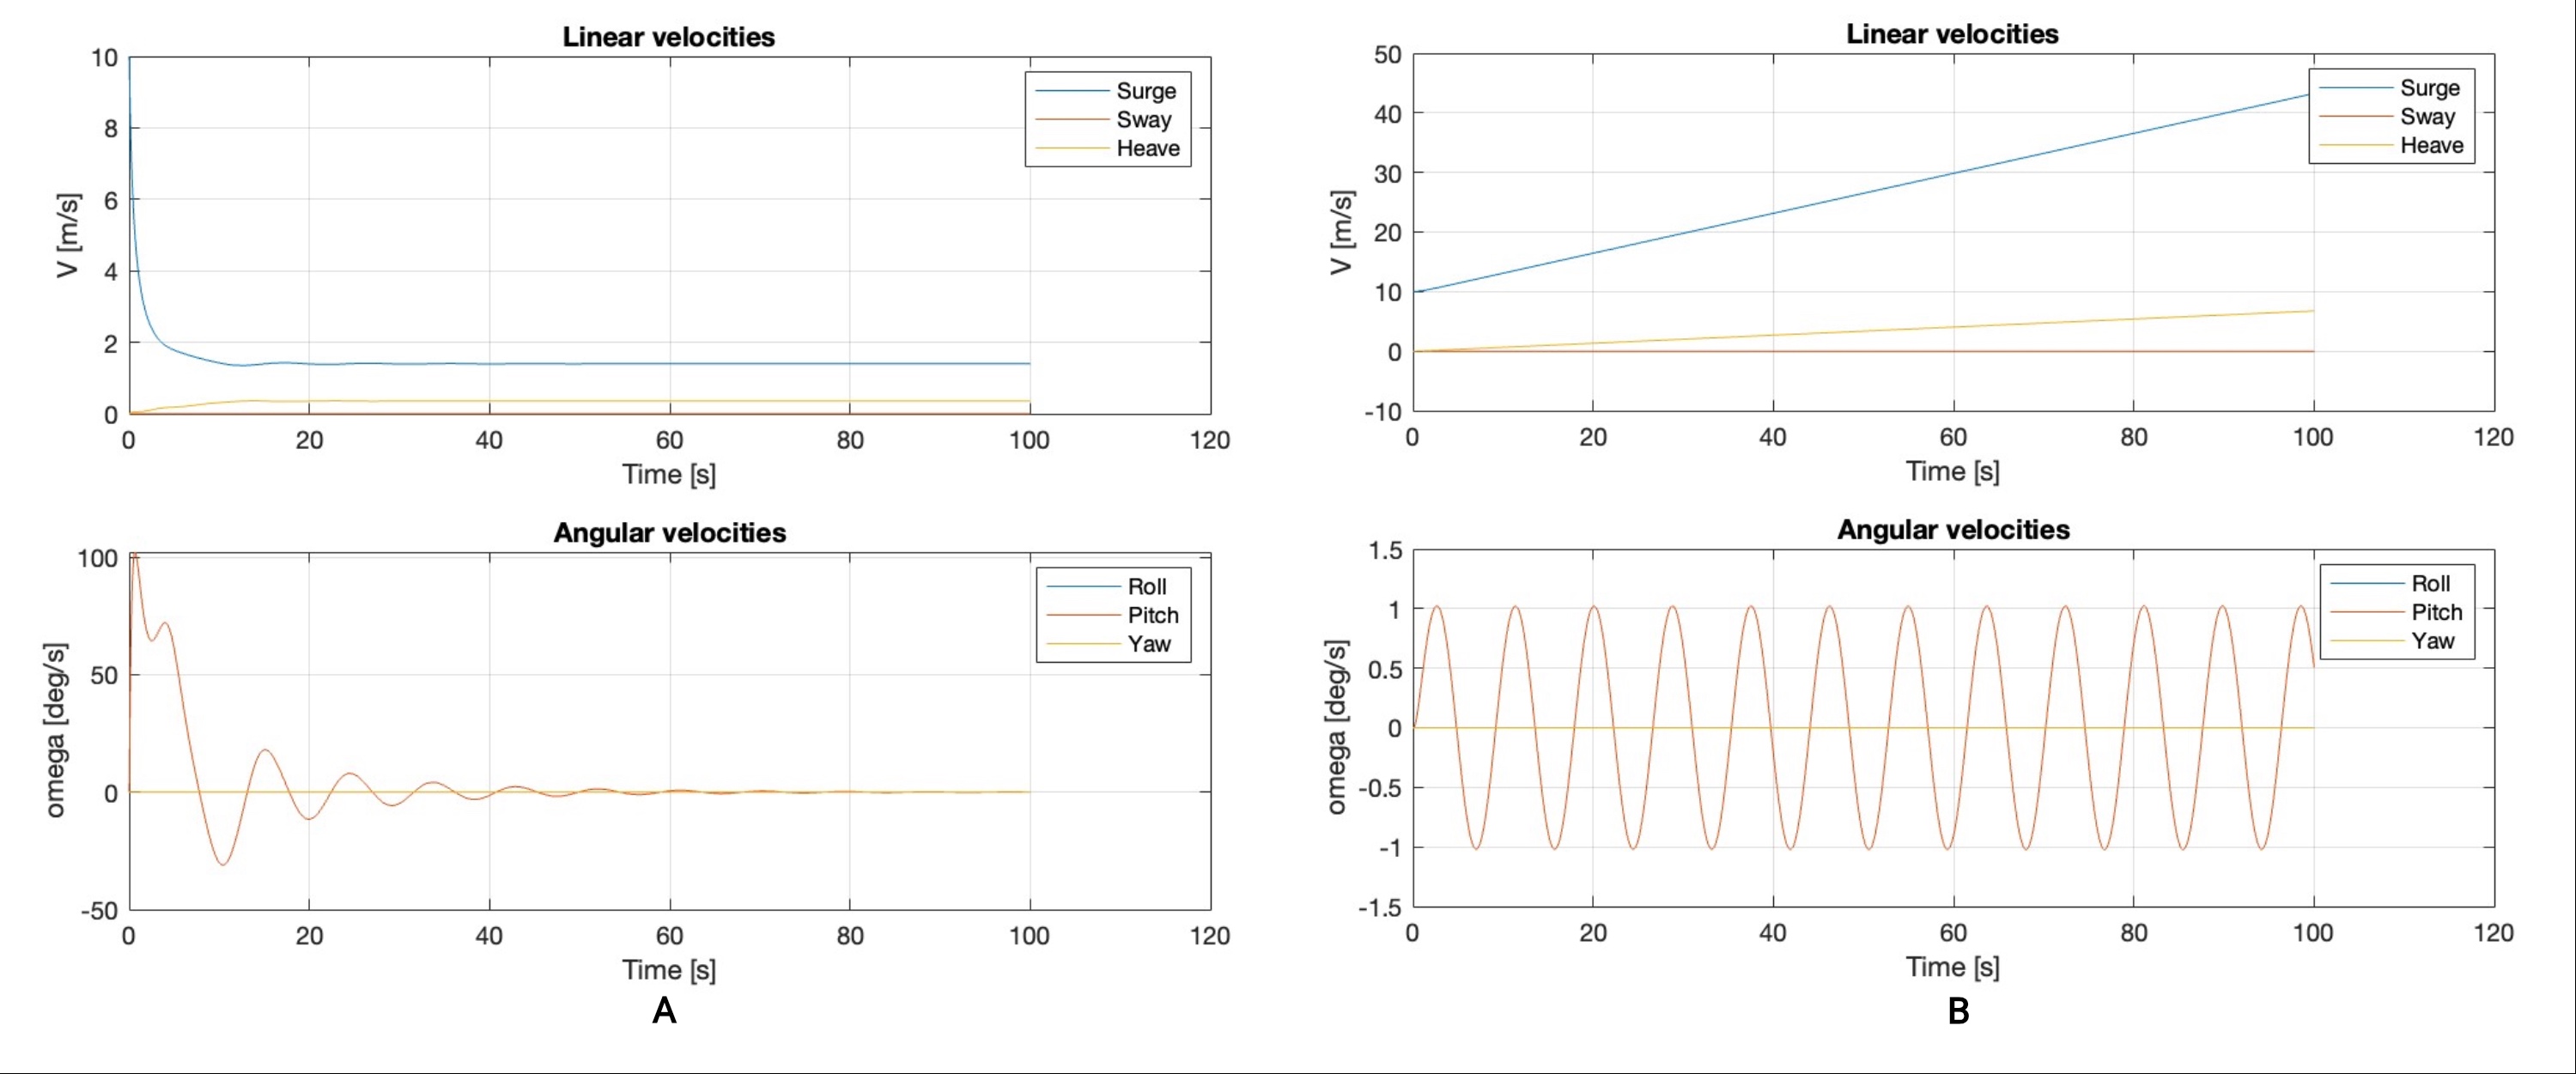 Linear velocities
10
8
6
4
2
0
V [m/s]
Surge
Sway
Heave
0 20 40 60 80 100 120
Time [s]
Angular velocities
100
50
0
-50
omega [deg/s]
Roll
Pitch
Yaw
0 20 40 60 80 100 120
Time [s]
A
Linear velocities
50
40
30
20
10
0
-10
V [m/s]
Surge
Sway
Heave
0 20 40 60 80 100 120
Time [s]
Angular velocities
1.5
1
0.5
0
-0.5
-1
-1.5
omega [deg/s]
Roll
Pitch
Yaw
0 20 40 60 80 100 120
Time [s]
B